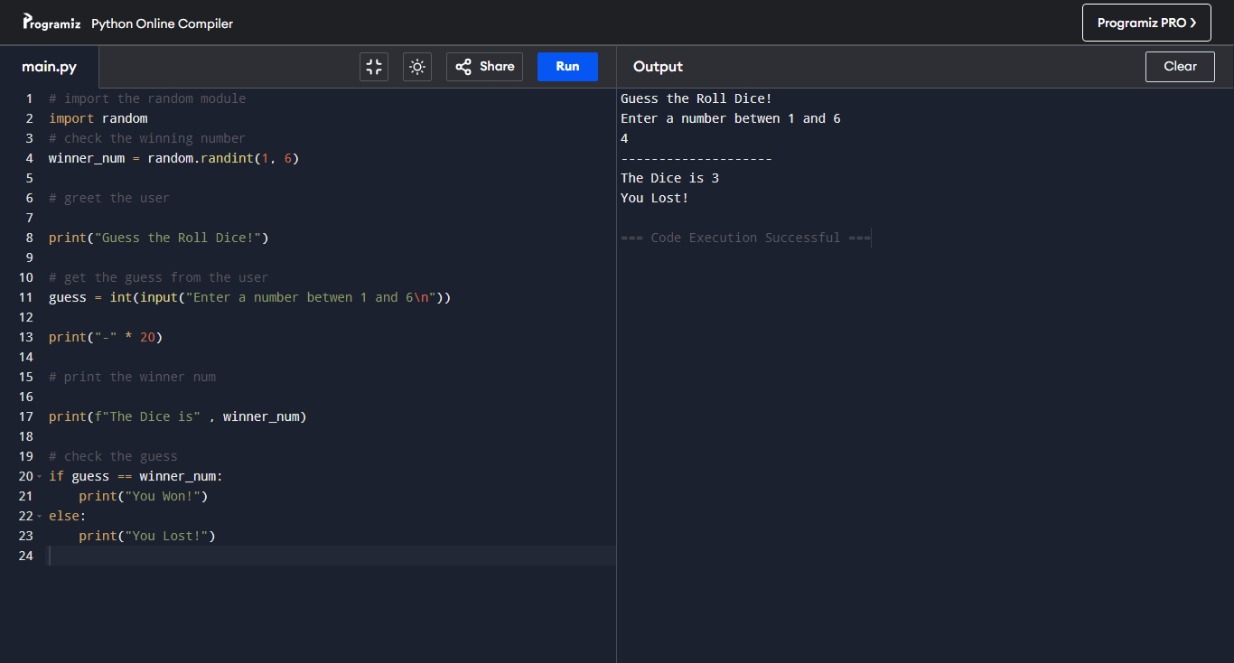 Programiz Python Online Compiler
Programiz PRO >
main.py
Share
Run
Output
Clear
1 # import the random module
2 import random
3 # check the winning number
4 winner_num = random.randint(1, 6)
5
6 # greet the user
7
8 print("Guess the Roll Dice!")
9
10 # get the guess from the user
11 guess = int(input("Enter a number betwen 1 and 6\n"))
12
13 print("-" * 20)
14
15 # print the winner num
16
17 print(f"The Dice is" , winner_num)
18
19 # check the guess
20 if guess == winner_num:
21     print("You Won!")
22 else:
23     print("You Lost!")
24
Guess the Roll Dice!
Enter a number betwen 1 and 6
4
--------------------
The Dice is 3
You Lost!
=== Code Execution Successful ===